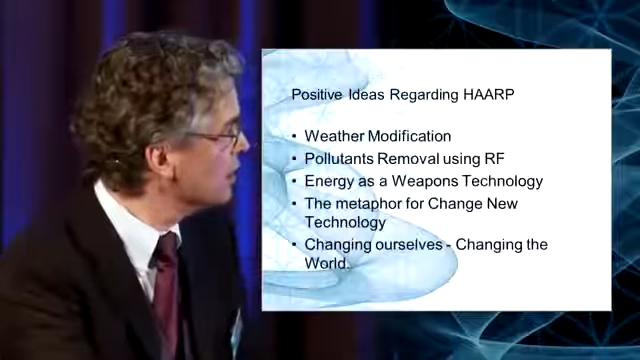 Positive Ideas Regarding HAARP
• Weather Modification
• Pollutants Removal using RF
• Energy as a Weapons Technology
• The metaphor for Change New
Technology
• Changing ourselves - Changing the
World.